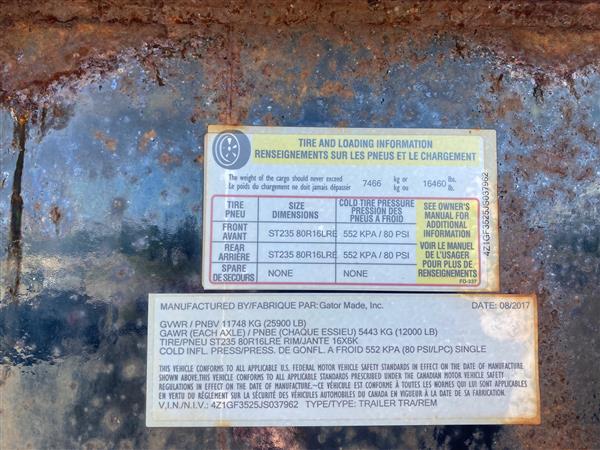 TIRE AND LOADING INFORMATION
RENSEIGNEMENTS SUR LES PNEUS ET LE CHARGEMENT
The weight of the cargo should never exceed 7466 kg or 16460 lbs.
Le poids du chargement ne doit jamais dépasser kg ou lb.
TIRE PNEU
SIZE DIMENSIONS
COLD TIRE PRESSURE PRESSION DES PNEUS A FROID
FRONT AVANT ST235 80R16LRE 552 KPA / 80 PSI
REAR ARRIÈRE ST235 80R16LRE 552 KPA / 80 PSI
SPARE DE SECOURS NONE NONE
SEE OWNER'S
MANUAL FOR
ADDITIONAL
INFORMATION
VOIR LE MANUEL
DE L'USAGER
POUR PLUS DE
RENSEIGNEMENTS
FD-237
4Z1GF3525JS037962
MANUFACTURED BY/FABRIQUE PAR: Gator Made, Inc. DATE: 08/2017
GVWR / PNBV 11748 KG (25900 LB)
GAWR (EACH AXLE) / PNBE (CHAQUE ESSIEU) 5443 KG (12000 LB)
TIRE/PNEU ST235 80R16LRE RIM/JANTE 16X6K
COLD INFL. PRESS/PRESS. DE GONFL. A FROID 552 KPA (80 PSI/LPC) SINGLE
THIS VEHICLE CONFORMS TO ALL APPLICABLE U.S. FEDERAL MOTOR VEHICLE SAFETY STANDARDS IN EFFECT ON THE DATE OF MANUFACTURE
SHOWN ABOVE.THIS VEHICLE CONFORMS TO ALL APPLICABLE STANDARDS PRESCRIBED UNDER THE CANADIAN MOTOR VEHICLE SAFETY
REGULATIONS IN EFFECT ON THE DATE OF MANUFACTURE.~CE VÉHICULE EST CONFORME À TOUTES LES NORMES QUI LUI SONT APPLICABLES
EN VERTU DU RÈGLEMENT SUR LA SÉCURITÉ DES VÉHICULES AUTOMOBILES DU CANADA EN VIGUEUR À LA DATE DE SA FABRICATION.
V.I.N./N.I.V.: 4Z1GF3525JS037962 TYPE/TYPE: TRAILER TRA/REM